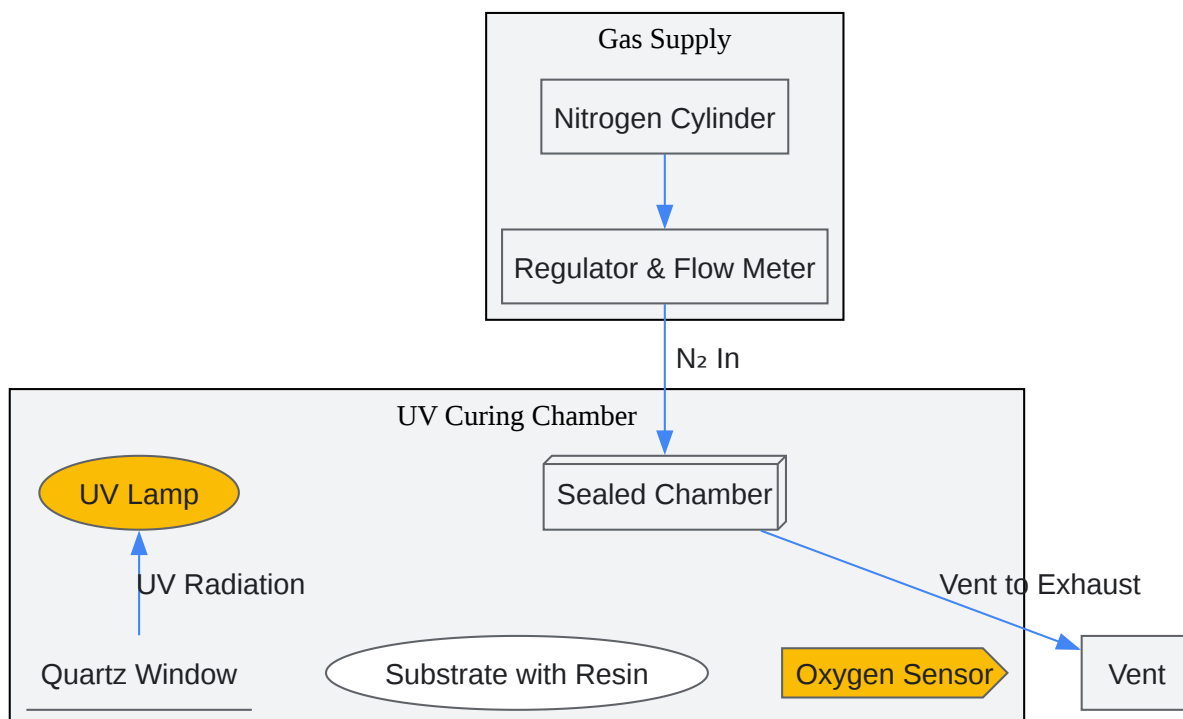 Gas Supply
Nitrogen Cylinder
Regulator & Flow Meter
N₂ In
UV Curing Chamber
UV Lamp
Sealed Chamber
UV Radiation
Vent to Exhaust
Quartz Window
Substrate with Resin
Oxygen Sensor
Vent